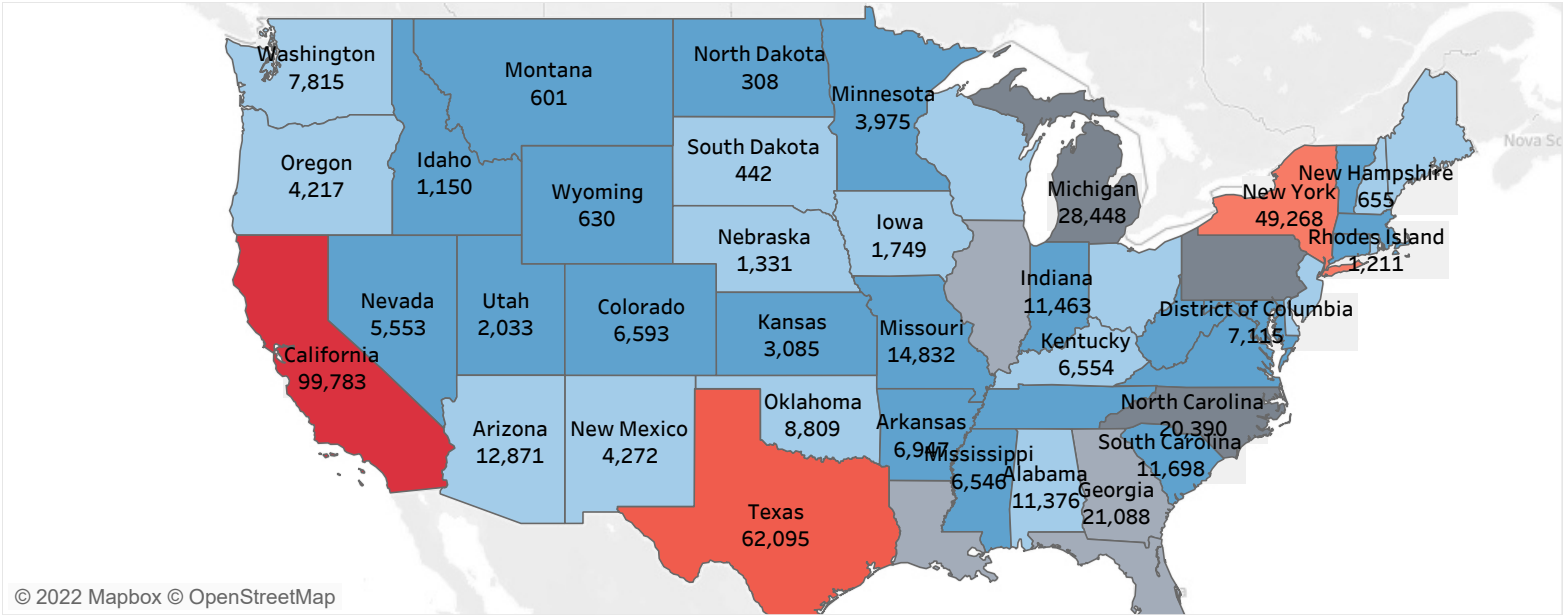 Washington
7,815
Montana
601
North Dakota
308
Minnesota
3,975
Oregon
4,217
Idaho
1,150
Wyoming
630
South Dakota
442
Michigan
28,448
New Hampshire
655
New York
49,268
Nebraska
1,331
Iowa
1,749
Rhodes Island
1,211
Nevada
5,553
Utah
2,033
Colorado
6,593
Kansas
3,085
Missouri
14,832
Indiana
11,463
District of Columbia
7,115
Kentucky
6,554
California
99,783
Arizona
12,871
New Mexico
4,272
Oklahoma
8,809
Arkansas
6,947
North Carolina
20,390
South Carolina
11,698
Mississippi
6,546
Alabama
11,376
Georgia
21,088
Texas
62,095
Nova Sc
© 2022 Mapbox © OpenStreetMap